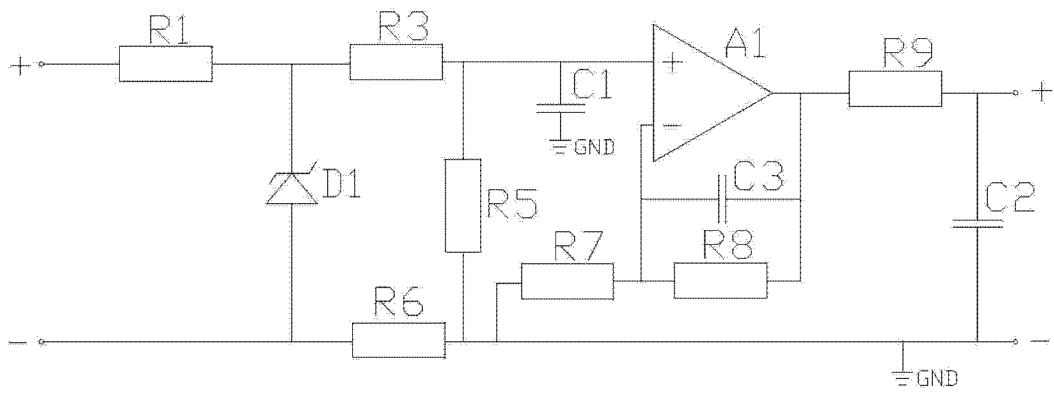 R1
R3
A1
R9
+
+
+
C1
−
GND
D1
R5
C3
C2
R7
R8
R6
−
−
GND